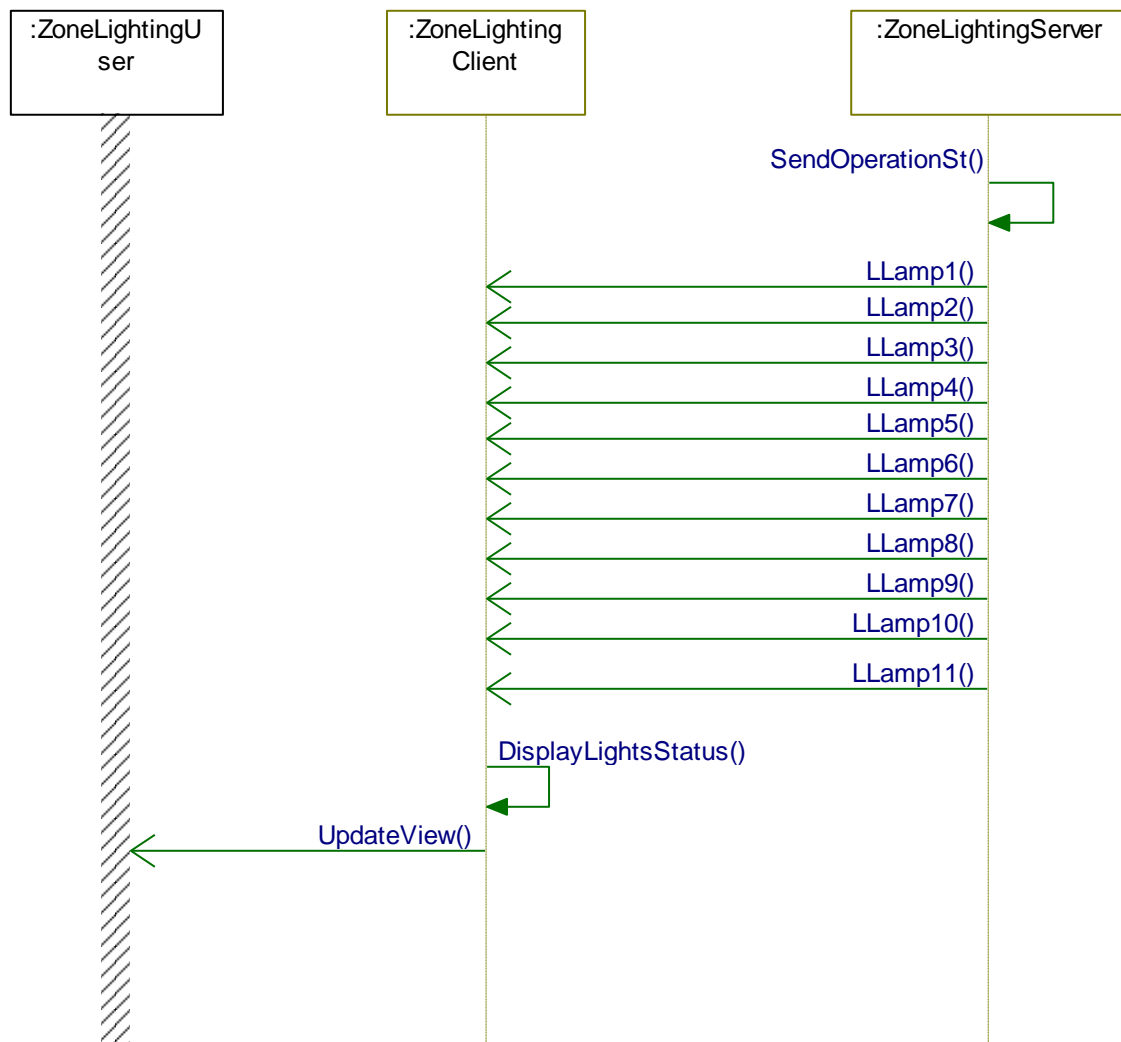 :ZoneLightingU
ser
:ZoneLighting
Client
:ZoneLightingServer
SendOperationSt()
LLamp1()
LLamp2()
LLamp3()
LLamp4()
LLamp5()
LLamp6()
LLamp7()
LLamp8()
LLamp9()
LLamp10()
LLamp11()
DisplayLightsStatus()
UpdateView()